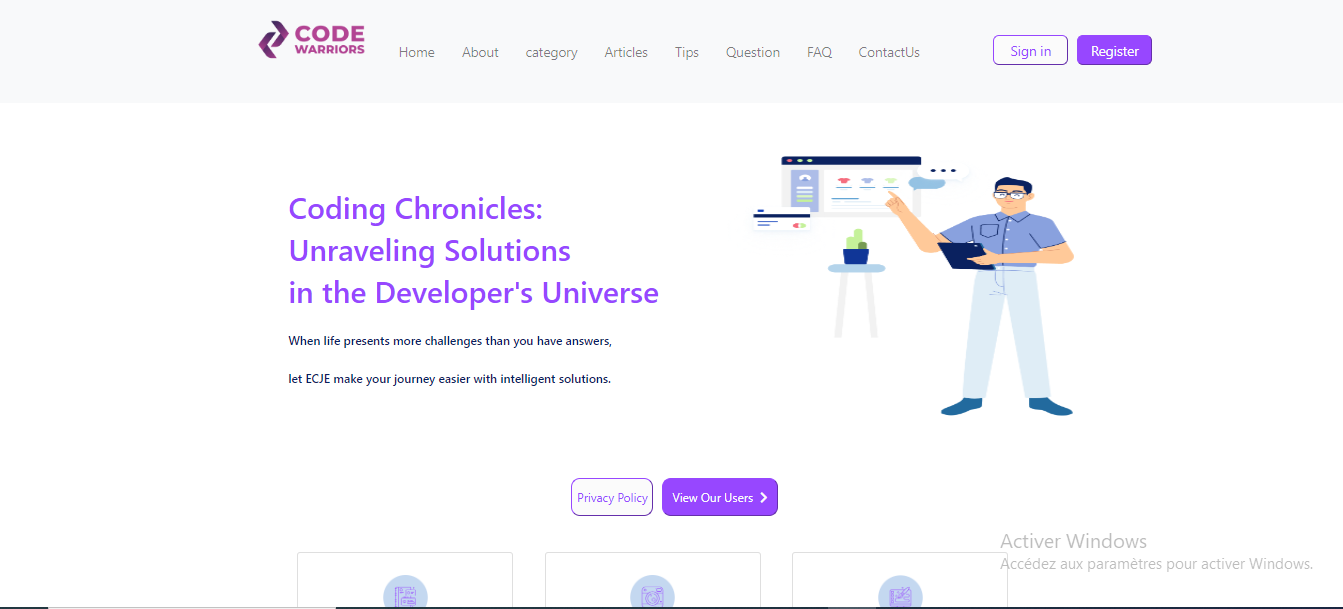 CODE
WARRIORS
Home About category Articles Tips Question FAQ ContactUs
Sign in Register
Coding Chronicles:
Unraveling Solutions
in the Developer's Universe
When life presents more challenges than you have answers,
let ECJE make your journey easier with intelligent solutions.
Privacy Policy View Our Users
Activer Windows
Accédez aux paramètres pour activer Windows.